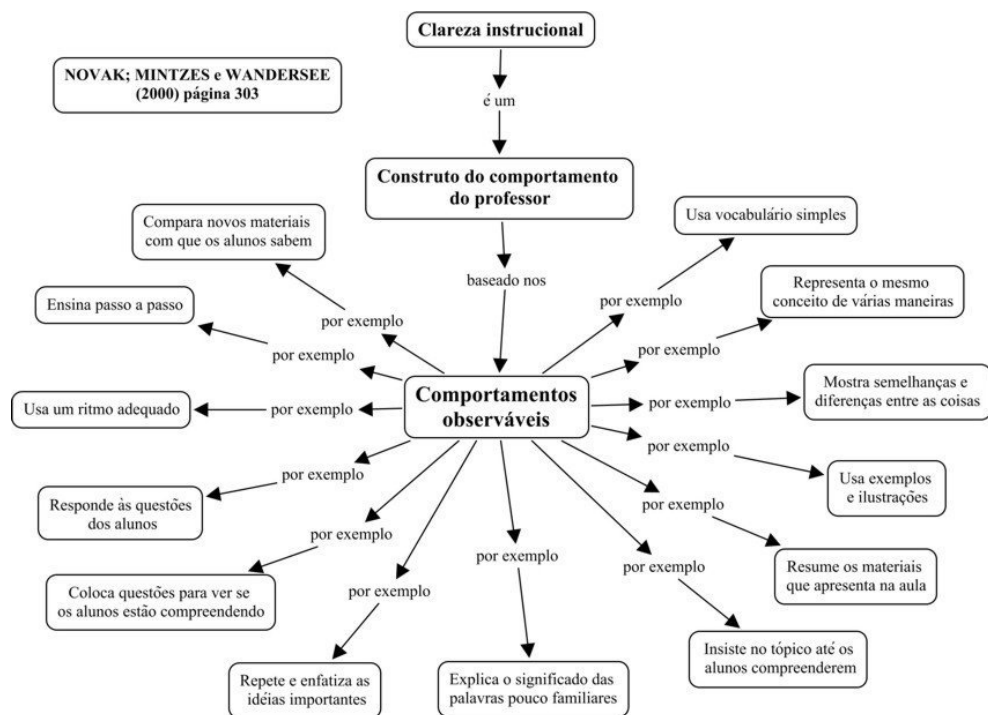 Clareza instrucional
NOVAK; MINTZES e WANDERSEE
(2000) página 303
é um
Construto do comportamento
do professor
baseado nos
Comportamentos
observáveis
por exemplo
Compara novos materiais
com que os alunos sabem
por exemplo
Ensina passo a passo
por exemplo
Usa um ritmo adequado
por exemplo
Responde às questões
dos alunos
por exemplo
Coloca questões para ver se
os alunos estão compreendendo
por exemplo
Repete e enfatiza as
idéias importantes
por exemplo
Explica o significado das
palavras pouco familiares
por exemplo
Insiste no tópico até os
alunos compreenderem
por exemplo
Resume os materiais
que apresenta na aula
por exemplo
Usa exemplos
e ilustrações
por exemplo
Mostra semelhanças e
diferenças entre as coisas
por exemplo
Representa o mesmo
conceito de várias maneiras
por exemplo
Usa vocabulário simples